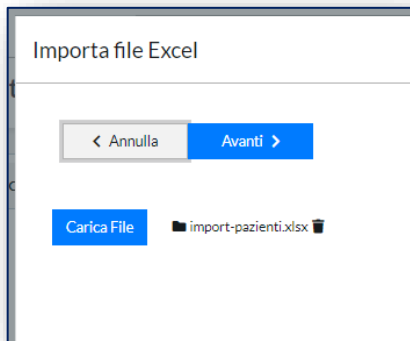 Importa file Excel
Annulla Avanti
Carica File import-pazienti.xlsx